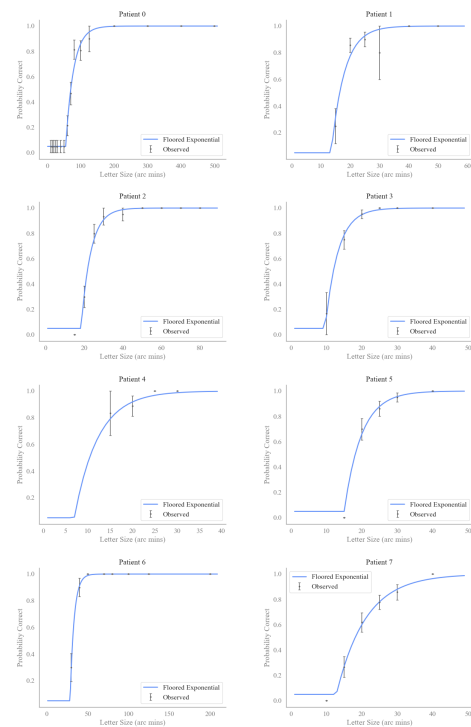 Patient 0
Probability Correct
1.0
0.8
0.6
0.4
0.2
0.0
0
100
200
300
400
500
Letter Size (arc mins)
Floored Exponential
Observed
Patient 1
Probability Correct
1.0
0.8
0.6
0.4
0.2
0
10
20
30
40
50
60
Letter Size (arc mins)
Floored Exponential
Observed
Patient 2
Probability Correct
1.0
0.8
0.6
0.4
0.2
0.0
0
20
40
60
80
Letter Size (arc mins)
Floored Exponential
Observed
Patient 3
Probability Correct
1.0
0.8
0.6
0.4
0.2
0.0
0
10
20
30
40
50
Letter Size (arc mins)
Floored Exponential
Observed
Patient 4
Probability Correct
1.0
0.8
0.6
0.4
0.2
0
5
10
15
20
25
30
35
40
Letter Size (arc mins)
Floored Exponential
Observed
Patient 5
Probability Correct
1.0
0.8
0.6
0.4
0.2
0.0
0
10
20
30
40
50
Letter Size (arc mins)
Floored Exponential
Observed
Patient 6
Probability Correct
1.0
0.8
0.6
0.4
0.2
0
50
100
150
200
Letter Size (arc mins)
Floored Exponential
Observed
Patient 7
Probability Correct
1.0
0.8
0.6
0.4
0.2
0.0
0
10
20
30
40
50
Letter Size (arc mins)
Floored Exponential
Observed